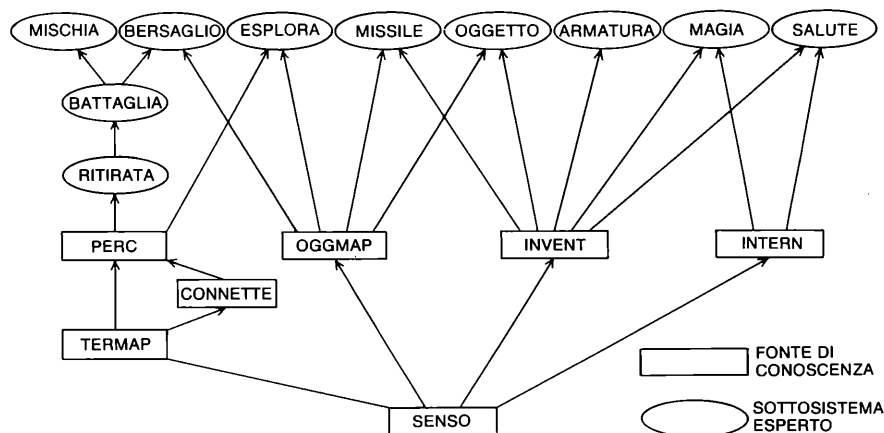 MISCHIA
BERSAGLIO
ESPLORA
MISSILE
OGGETTO
ARMATURA
MAGIA
SALUTE
BATTAGLIA
RITIRATA
PERC
OGGMAP
INVENT
INTERN
CONNETTE
TERMAP
SENSO
FONTE DI
CONOSCENZA
SOTTOSISTEMA
ESPERTO